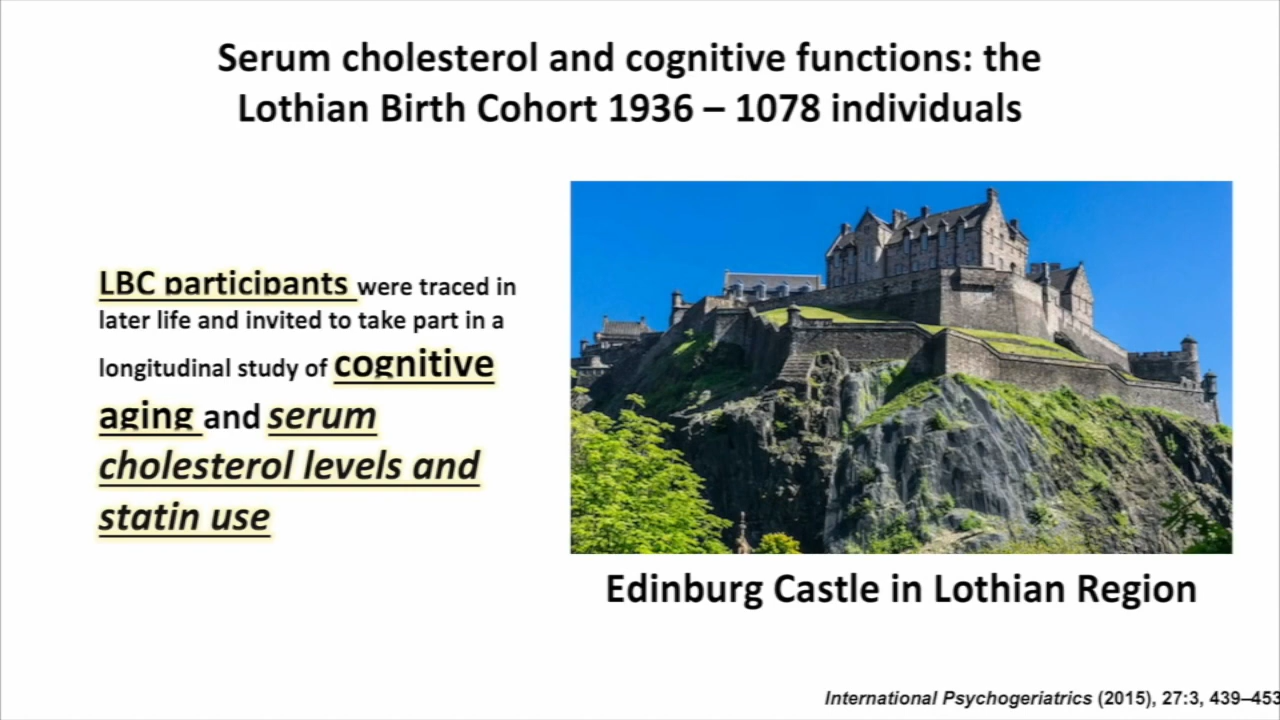 Serum cholesterol and cognitive functions: the
Lothian Birth Cohort 1936 – 1078 individuals
LBC participants were traced in
later life and invited to take part in a
longitudinal study of cognitive
aging and serum
cholesterol levels and
statin use
Edinburg Castle in Lothian Region
International Psychogeriatrics (2015), 27:3, 439–453